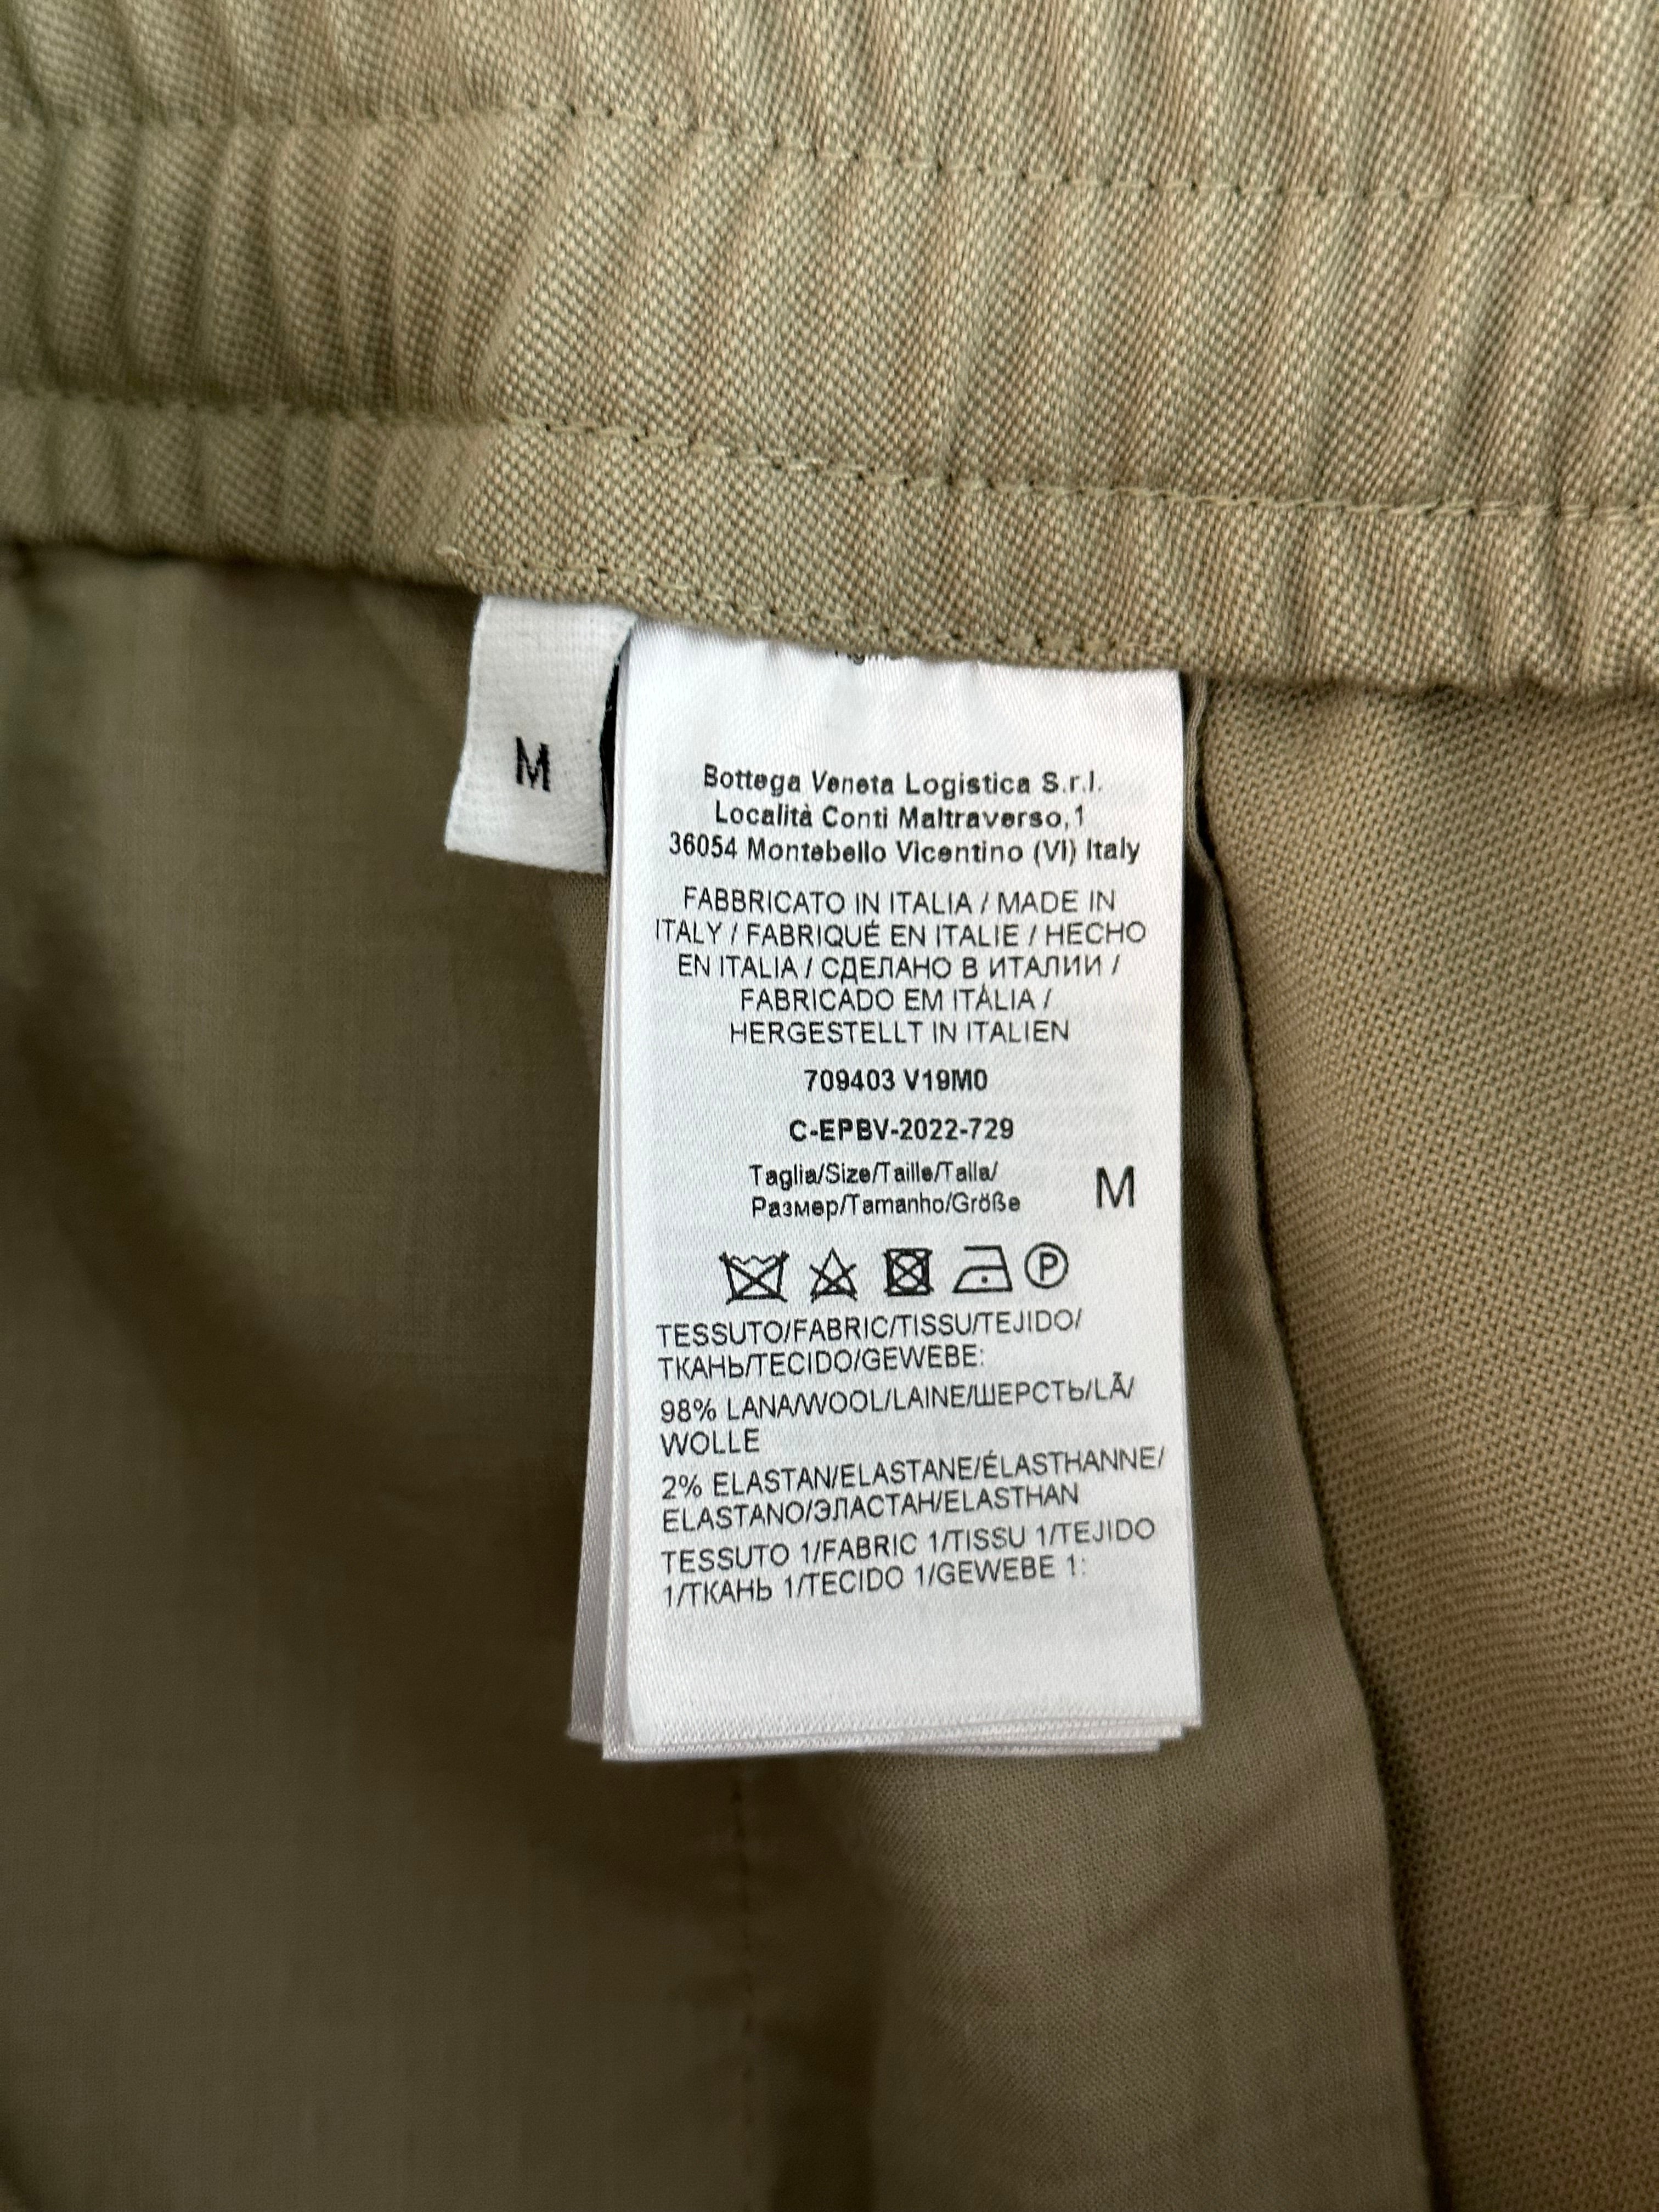 M
Bottega Veneta Logistica S.r.l.
Località Conti Maltraverso,1
36054 Montebello Vicentino (VI) Italy
FABBRICATO IN ITALIA / MADE IN
ITALY / FABRIQUÉ EN ITALIE / HECHO
EN ITALIA / СДЕЛАНО В ИТАЛИИ /
FABRICADO EM ITÁLIA /
HERGESTELLT IN ITALIEN
709403 V19M0
C-EPBV-2022-729
Taglia/Size/Taille/Talla/
Размер/Tamanho/Größe
M
P
TESSUTO/FABRIC/TISSU/TEJIDO/
ТКАНЬ/TECIDO/GEWEBE:
98% LANA/WOOL/LAINE/ШЕРСТЬ/LÃ/
WOLLE
2% ELASTAN/ELASTANE/ÉLASTHANNE/
ELASTANO/ЭЛАСТАН/ELASTHAN
TESSUTO 1/FABRIC 1/TISSU 1/TEJIDO
1/ТКАНЬ 1/TECIDO 1/GEWEBE 1: